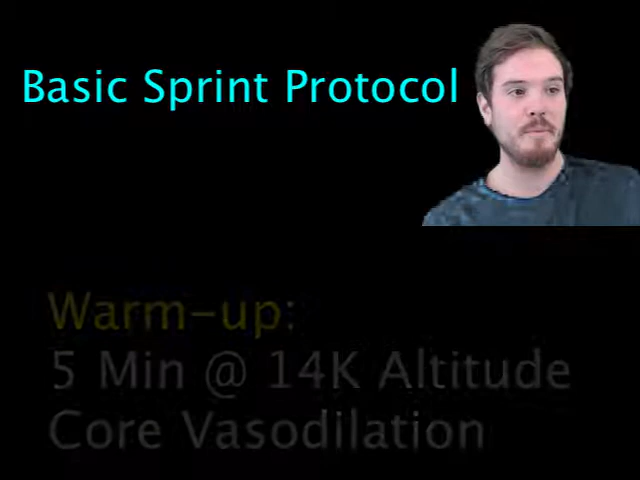 Basic Sprint Protocol
Warm-up:
5 Min @ 14K Altitude
Core Vasodilation